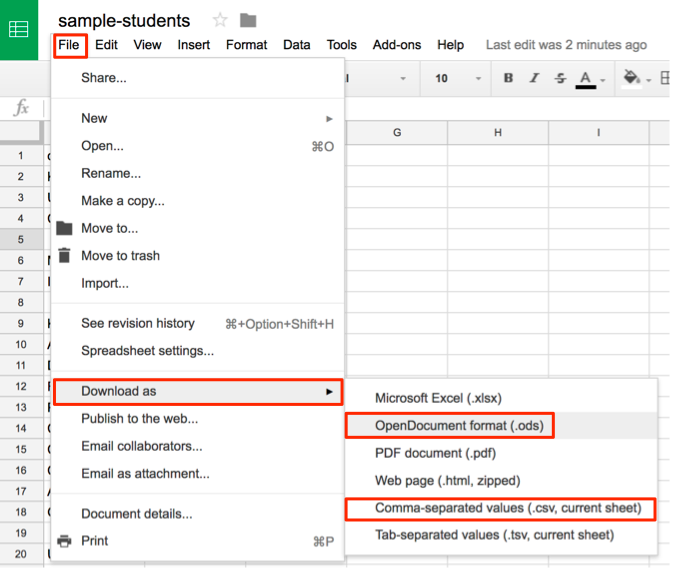 sample-students
File Edit View Insert Format Data Tools Add-ons Help Last edit was 2 minutes ago
Share...
10 B I S A
fx
New
G H I
Open... ⌘O
1
Rename...
2
Make a copy...
3
Move to...
4
Move to trash
5
Import...
6
7
8
See revision history ⌘+Option+Shift+H
9
Spreadsheet settings...
10
11
Download as
12
Microsoft Excel (.xlsx)
13
Publish to the web...
OpenDocument format (.ods)
14
Email collaborators...
PDF document (.pdf)
15
Email as attachment...
Web page (.html, zipped)
16
17
Document details...
Comma-separated values (.csv, current sheet)
18
Print ⌘P
Tab-separated values (.tsv, current sheet)
19
20